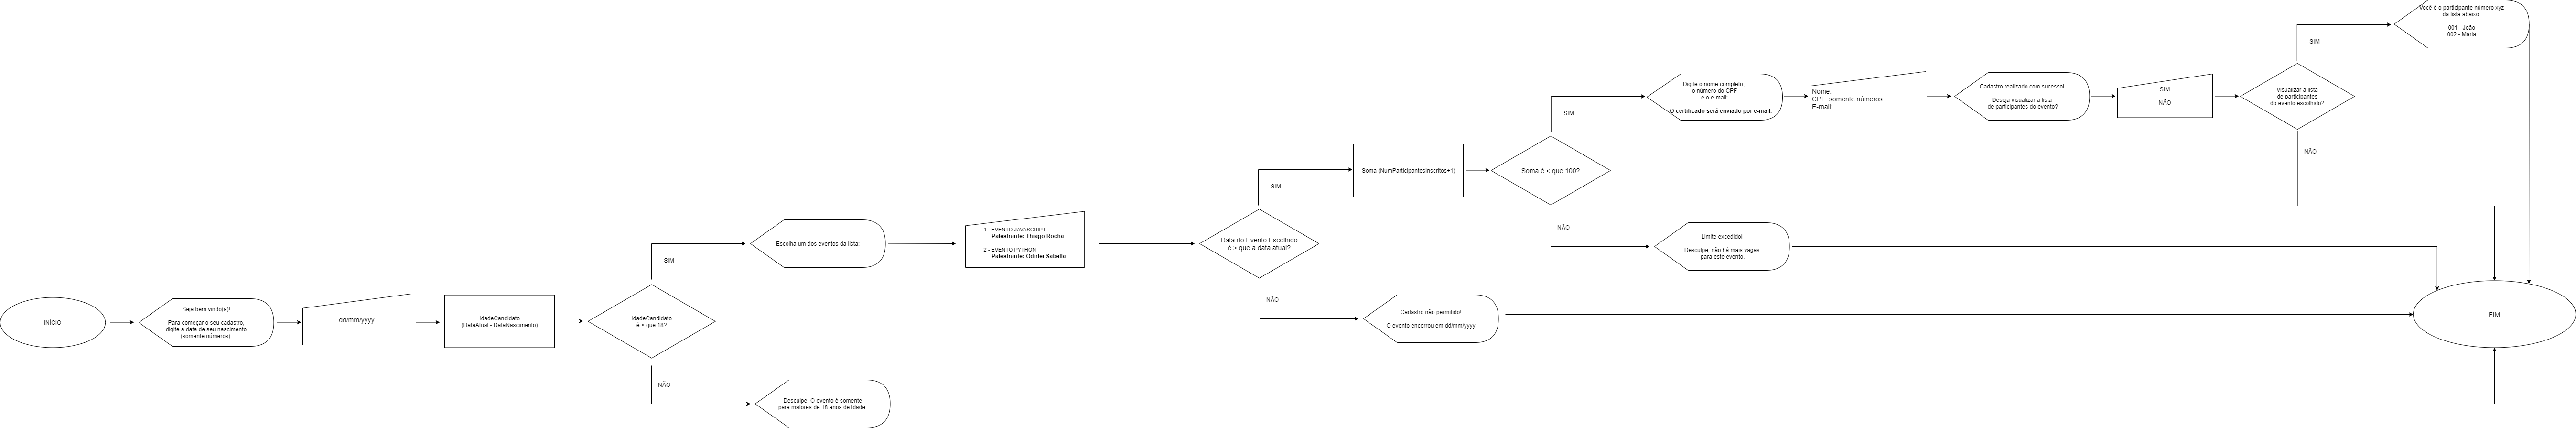 INÍCIO
Seja bem vindo(a)!
Para começar o seu cadastro,
digite a data de seu nascimento
(somente números):
dd/mm/yyyy
IdadeCandidato
(DataAtual - DataNascimento)
IdadeCandidato
é > que 18?
SIM
NÃO
Escolha um dos eventos da lista:
1 - EVENTO JAVASCRIPT
Palestrante: Thiago Rocha
2 - EVENTO PYTHON
Palestrante: Odirlei Sabella
Desculpe! O evento é somente
para maiores de 18 anos de idade.
Data do Evento Escolhido
é > que a data atual?
SIM
NÃO
Soma (NumParticipantesInscritos+1)
Cadastro não permitido!
O evento encerrou em dd/mm/yyyy
Soma é < que 100?
SIM
NÃO
Digite o nome completo,
o número do CPF
e o e-mail:
O certificado será enviado por e-mail.
Limite excedido!
Desculpe, não há mais vagas
para este evento.
Nome:
CPF: somente números
E-mail:
Cadastro realizado com sucesso!
Deseja visualizar a lista
de participantes do evento?
SIM
NÃO
Visualizar a lista
de participantes
do evento escolhido?
SIM
NÃO
Você é o participante número xyz
da lista abaixo:
001 - João
002 - Maria
...
FIM